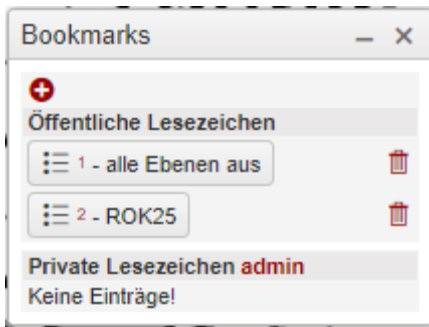 Bookmarks
Öffentliche Lesezeichen
1 - alle Ebenen aus
2 - ROK25
Private Lesezeichen admin
Keine Einträge!